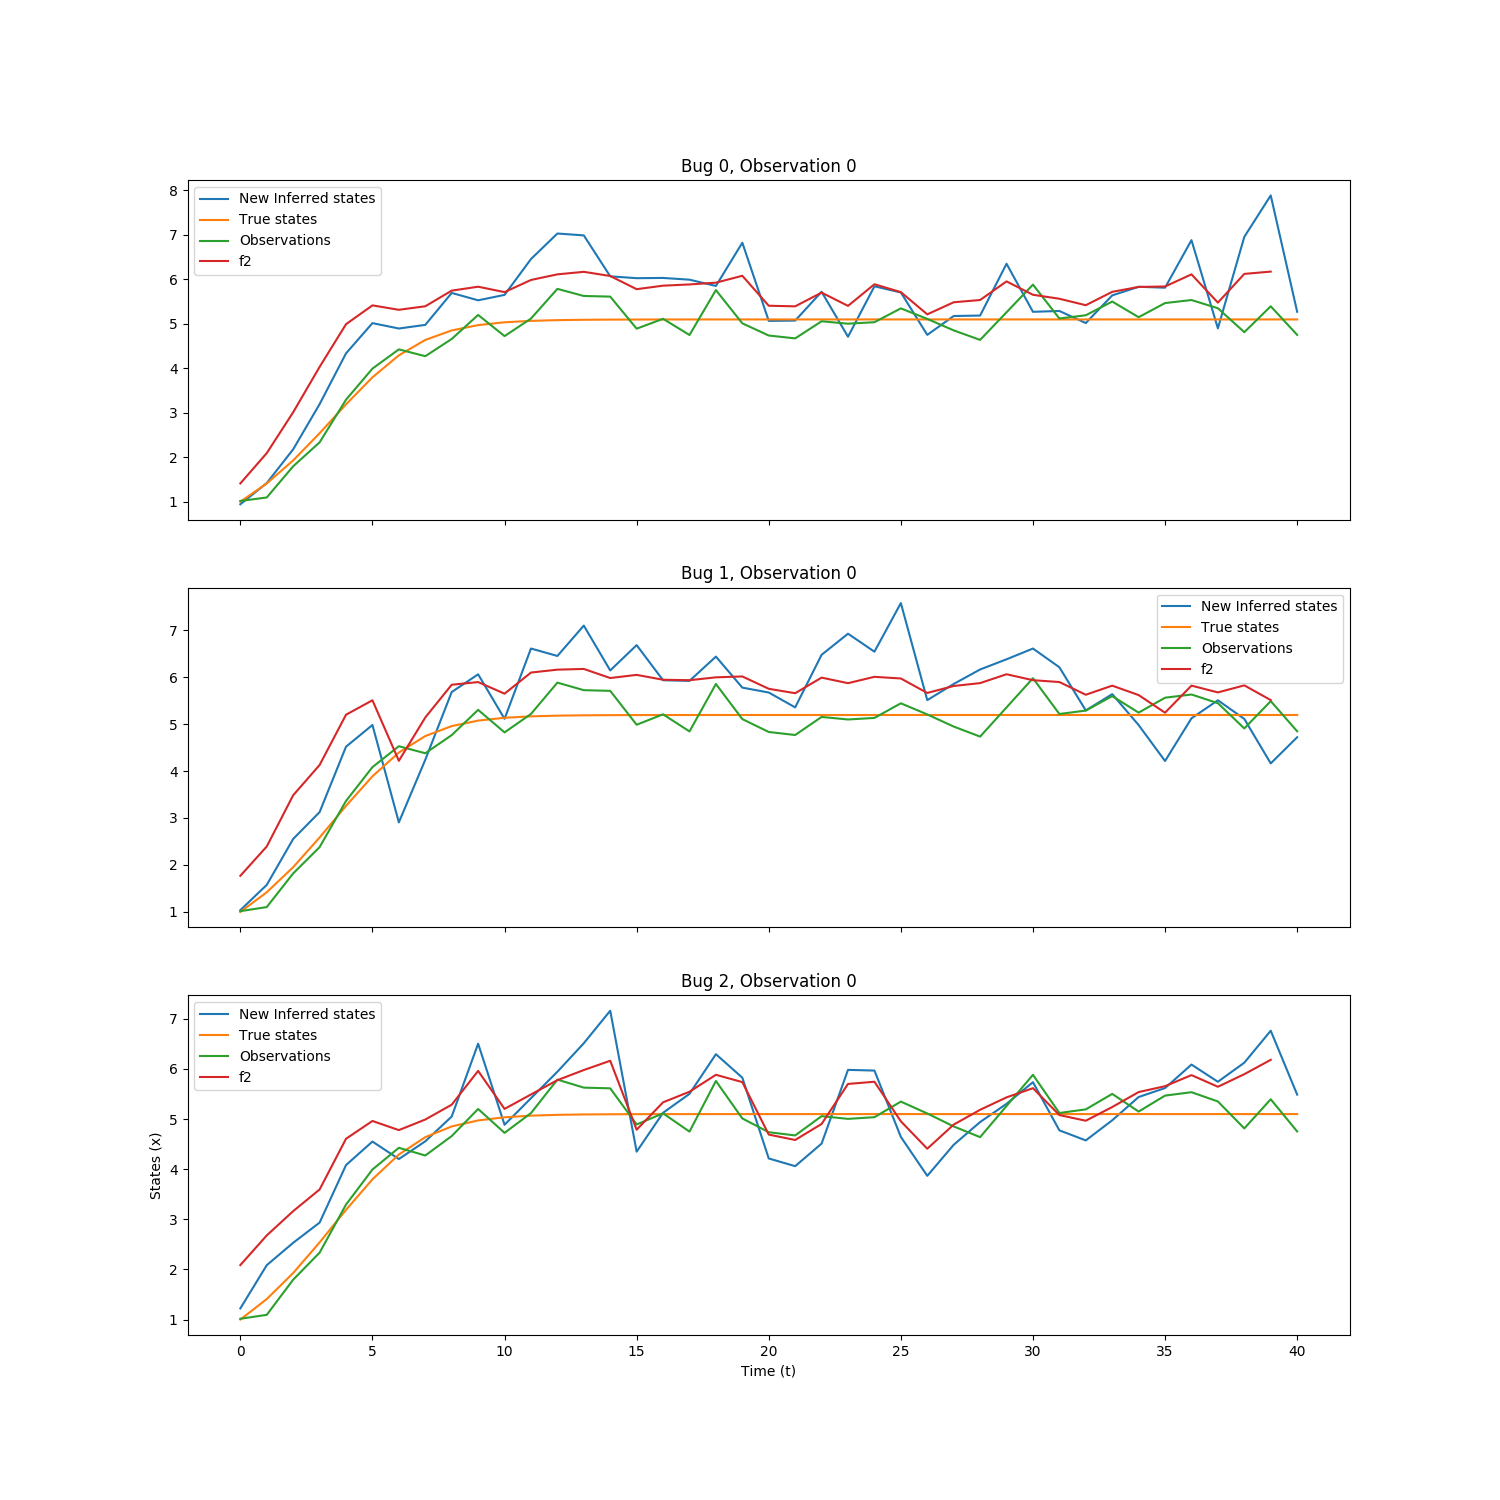 Bug 0, Observation 0
8
7
6
5
4
3
2
1
New Inferred states
True states
Observations
f2
Bug 1, Observation 0
7
6
5
4
3
2
1
New Inferred states
True states
Observations
f2
Bug 2, Observation 0
7
6
5
4
3
2
1
New Inferred states
True states
Observations
f2
States (x)
0 5 10 15 20 25 30 35 40
Time (t)